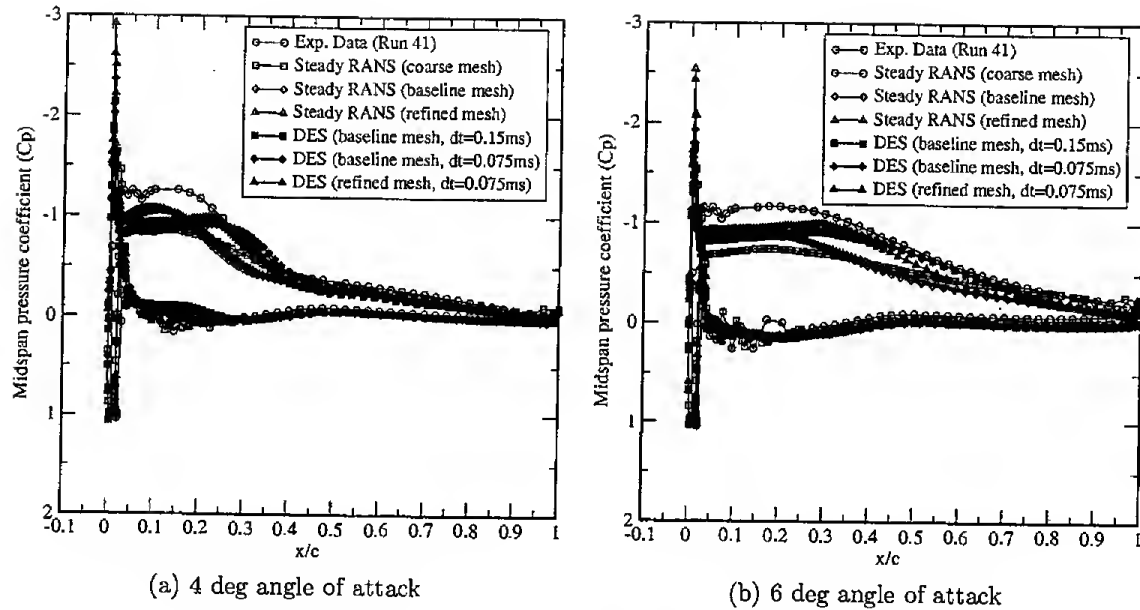 -3
-2
-1
0
1
2
Midspan pressure coefficient (Cp)
Exp. Data (Run 41)
Steady RANS (coarse mesh)
Steady RANS (baseline mesh)
Steady RANS (refined mesh)
DES (baseline mesh, dt=0.15ms)
DES (baseline mesh, dt=0.075ms)
DES (refined mesh, dt=0.075ms)
-0.1 0 0.1 0.2 0.3 0.4 0.5 0.6 0.7 0.8 0.9 1
x/c
(a) 4 deg angle of attack
-3
-2
-1
0
1
2
Midspan pressure coefficient (Cp)
Exp. Data (Run 41)
Steady RANS (coarse mesh)
Steady RANS (baseline mesh)
Steady RANS (refined mesh)
DES (baseline mesh, dt=0.15ms)
DES (baseline mesh, dt=0.075ms)
DES (refined mesh, dt=0.075ms)
-0.1 0 0.1 0.2 0.3 0.4 0.5 0.6 0.7 0.8 0.9 1
x/c
(b) 6 deg angle of attack